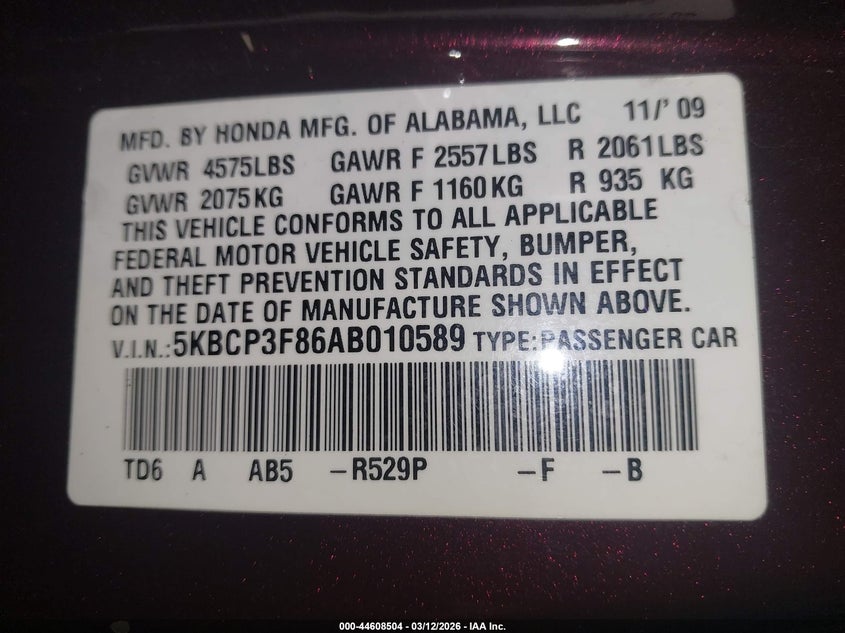 MFD. BY HONDA MFG. OF ALABAMA, LLC 11/'09
GVWR 4575LBS GAWR F 2557LBS R 2061LBS
GVWR 2075KG GAWR F 1160KG R 935 KG
THIS VEHICLE CONFORMS TO ALL APPLICABLE
FEDERAL MOTOR VEHICLE SAFETY, BUMPER,
AND THEFT PREVENTION STANDARDS IN EFFECT
ON THE DATE OF MANUFACTURE SHOWN ABOVE.
V.I.N.:5KBCP3F86AB010589 TYPE:PASSENGER CAR
TD6 A AB5 -R529P -F -B
000-44608504 - 03/12/2026 - IAA Inc.